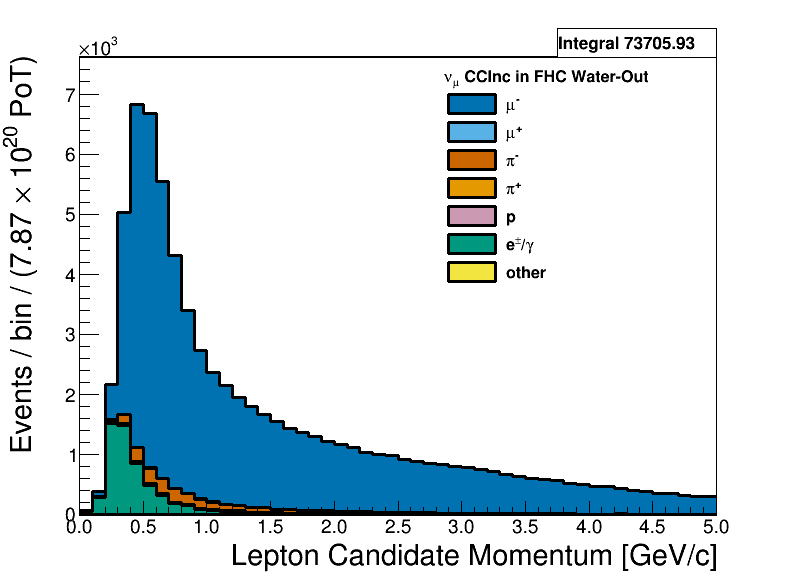 Integral 73705.93
×10³
ν_μ CCInc in FHC Water-Out
μ⁻
μ⁺
π⁻
π⁺
p
e^±/γ
other
Events / bin / (7.87 × 10²⁰ PoT)
7
6
5
4
3
2
1
0
0.0 0.5 1.0 1.5 2.0 2.5 3.0 3.5 4.0 4.5 5.0
Lepton Candidate Momentum [GeV/c]